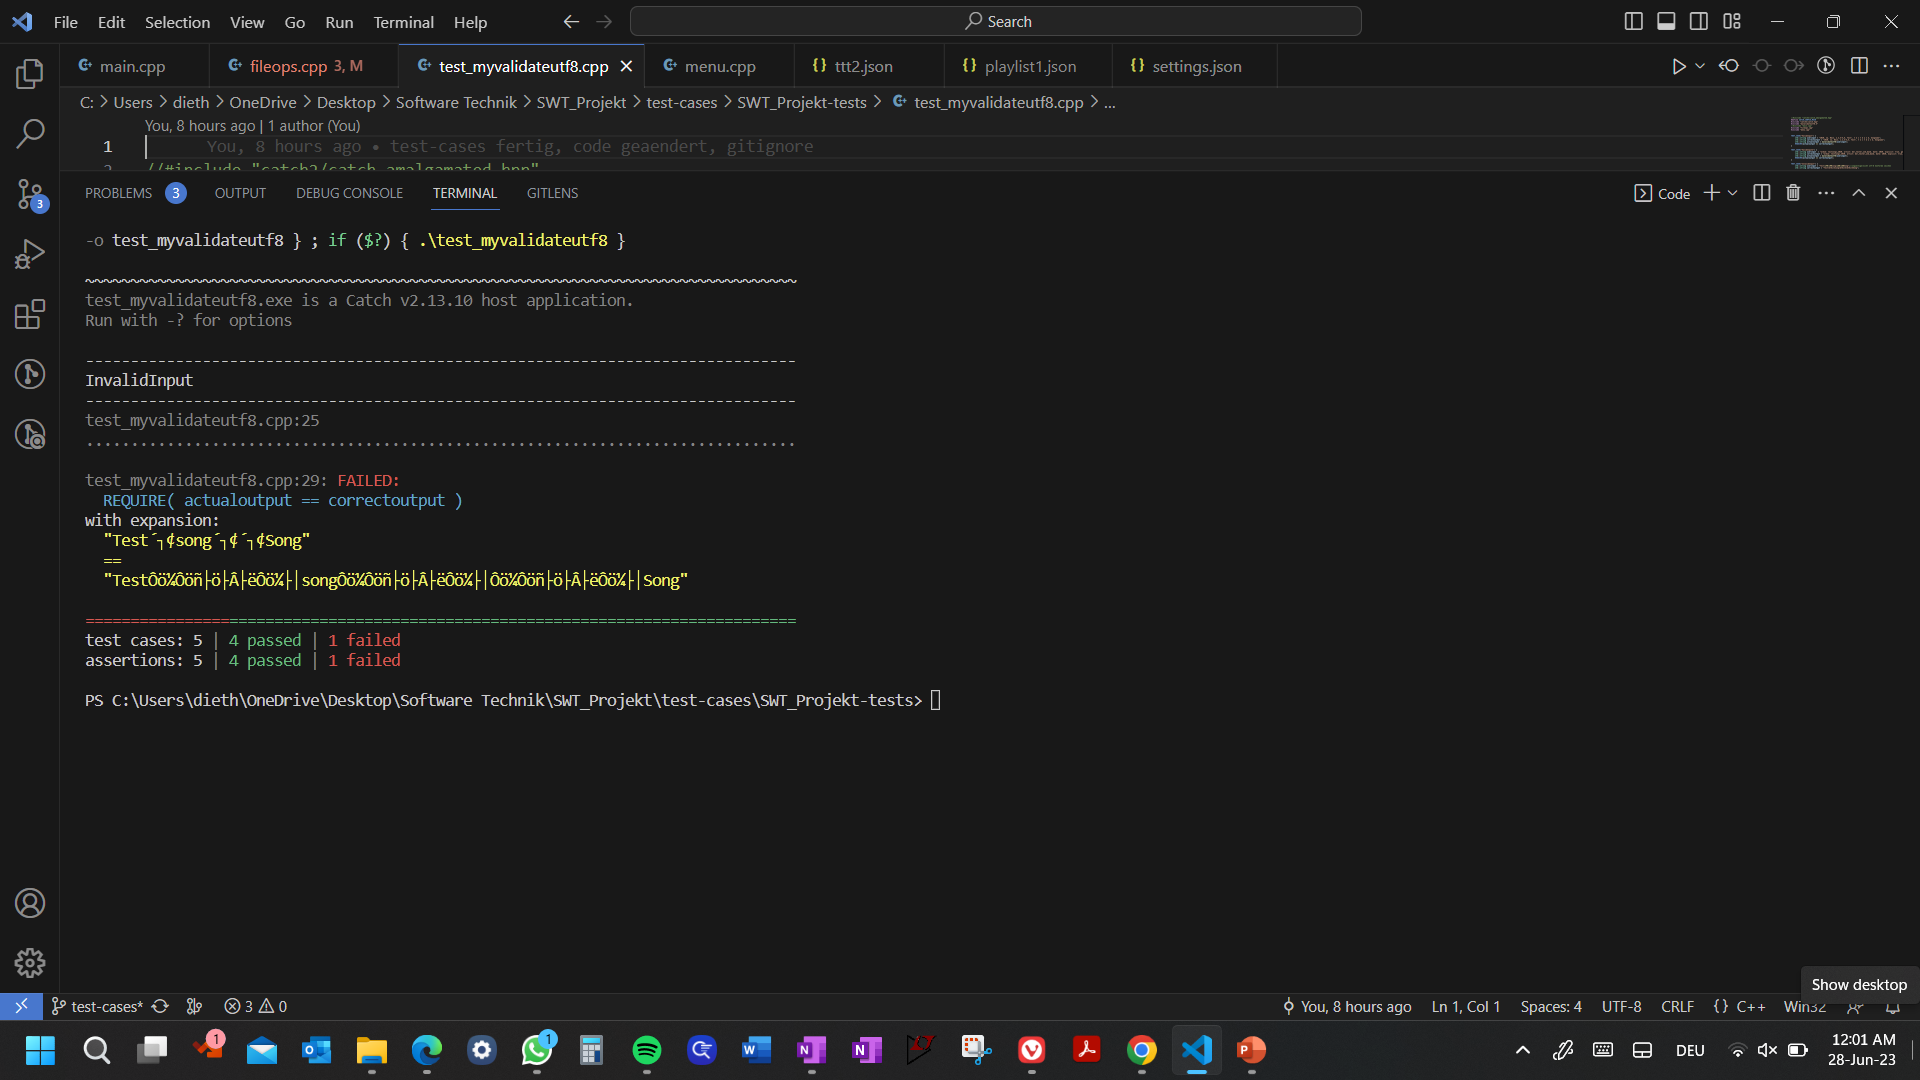 File Edit Selection View Go Run Terminal Help
Search
main.cpp
fileops.cpp 3, M
test_myvalidateutf8.cpp
menu.cpp
ttt2.json
playlist1.json
settings.json
C: > Users > dieth > OneDrive > Desktop > Software Technik > SWT_Projekt > test-cases > SWT_Projekt-tests > test_myvalidateutf8.cpp > ...
You, 8 hours ago | 1 author (You)
1 You, 8 hours ago • test-cases fertig, code geaendert, gitignore
2 //#include "catch2/catch_amalgamated.hpp"
PROBLEMS 3 OUTPUT DEBUG CONSOLE TERMINAL GITLENS
Code
-o test_myvalidateutf8 } ; if ($?) { .\test_myvalidateutf8 }
~~~~~~~~~~~~~~~~~~~~~~~~~~~~~~~~~~~~~~~~~~~~~~~~~~~~~~~~~~~~~~~~~~~~~~~~~~~~~~~
test_myvalidateutf8.exe is a Catch v2.13.10 host application.
Run with -? for options
-------------------------------------------------------------------------------
InvalidInput
-------------------------------------------------------------------------------
test_myvalidateutf8.cpp:25
...............................................................................
test_myvalidateutf8.cpp:29: FAILED:
REQUIRE( actualoutput == correctoutput )
with expansion:
"Test´┐¢song´┐¢´┐¢Song"
==
"TestÔö¼Ôöñ├ö├Â├ëÔö¼├│songÔö¼Ôöñ├ö├Â├ëÔö¼├│Ôö¼Ôöñ├ö├Â├ëÔö¼├│Song"
===============================================================================
test cases: 5 | 4 passed | 1 failed
assertions: 5 | 4 passed | 1 failed
PS C:\Users\dieth\OneDrive\Desktop\Software Technik\SWT_Projekt\test-cases\SWT_Projekt-tests>
3
Show desktop
test-cases* 3 0
You, 8 hours ago Ln 1, Col 1 Spaces: 4 UTF-8 CRLF {} C++ Win32
1
1
DEU
12:01 AM
28-Jun-23